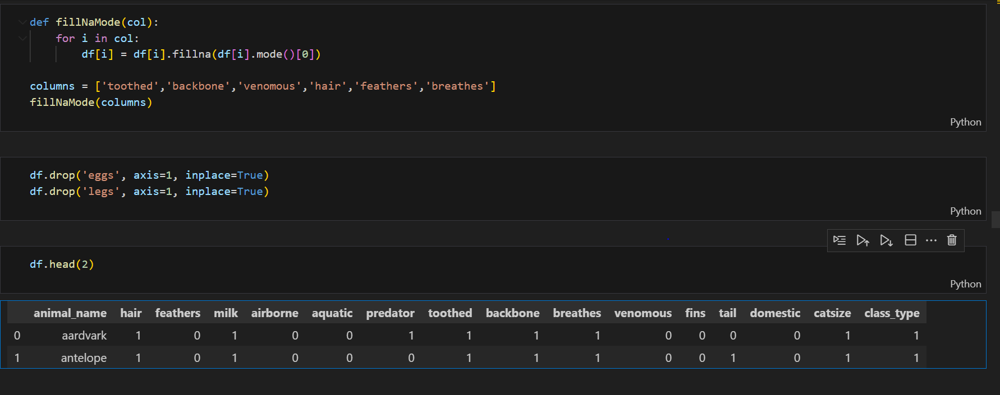 def fillNaMode(col):
    for i in col:
        df[i] = df[i].fillna(df[i].mode()[0])
columns = ['toothed','backbone','venomous','hair','feathers','breathes']
fillNaMode(columns)
Python
df.drop('eggs', axis=1, inplace=True)
df.drop('legs', axis=1, inplace=True)
Python
df.head(2)
Python
animal_name hair feathers milk airborne aquatic predator toothed backbone breathes venomous fins tail domestic catsize class_type
0 aardvark 1 0 1 0 0 1 1 1 1 0 0 0 0 1 1
1 antelope 1 0 1 0 0 0 1 1 1 0 0 1 0 1 1